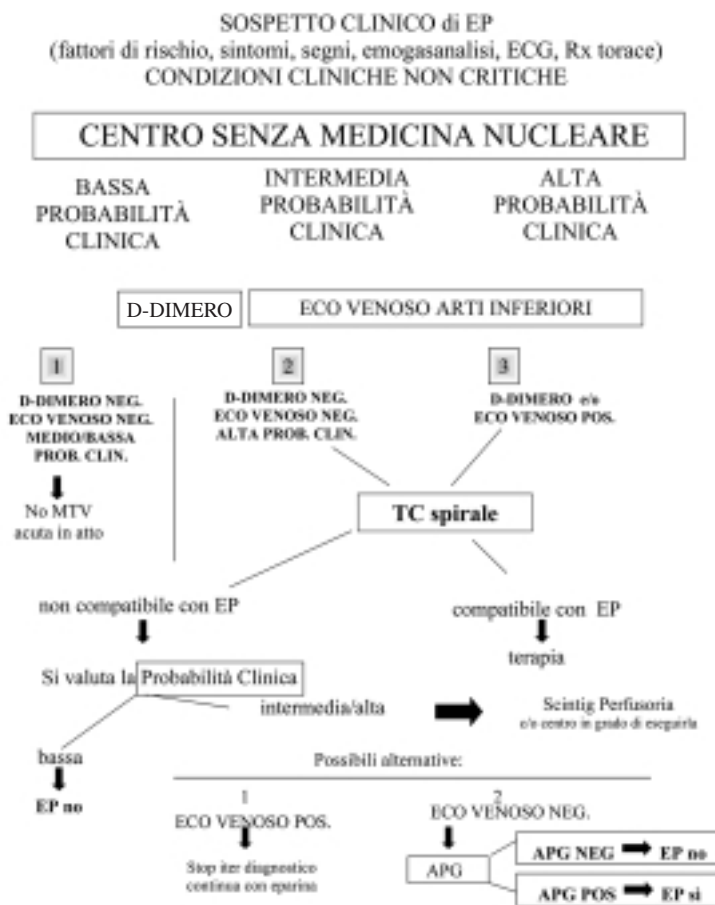 SOSPETTO CLINICO di EP
(fattori di rischio, sintomi, segni, emogasanalisi, ECG, Rx torace)
CONDIZIONI CLINICHE NON CRITICHE
CENTRO SENZA MEDICINA NUCLEARE
BASSA
PROBABILITÀ
CLINICA
INTERMEDIA
PROBABILITÀ
CLINICA
ALTA
PROBABILITÀ
CLINICA
D-DIMERO
ECO VENOSO ARTI INFERIORI
1
D-DIMERO NEG.
ECO VENOSO NEG.
MEDIO/BASSA
PROB. CLIN.
No MTV
acuta in atto
2
D-DIMERO NEG.
ECO VENOSO NEG.
ALTA PROB. CLIN.
3
D-DIMERO e/o
ECO VENOSO POS.
TC spirale
non compatibile con EP
compatibile con EP
terapia
Si valuta la Probabilità Clinica
intermedia/alta
Scintig Perfusoria
c/o centro in grado di eseguirla
bassa
EP no
Possibili alternative:
1
ECO VENOSO POS.
Stop iter diagnostico
continua con eparina
2
ECO VENOSO NEG.
APG
APG NEG EP no
APG POS EP sì